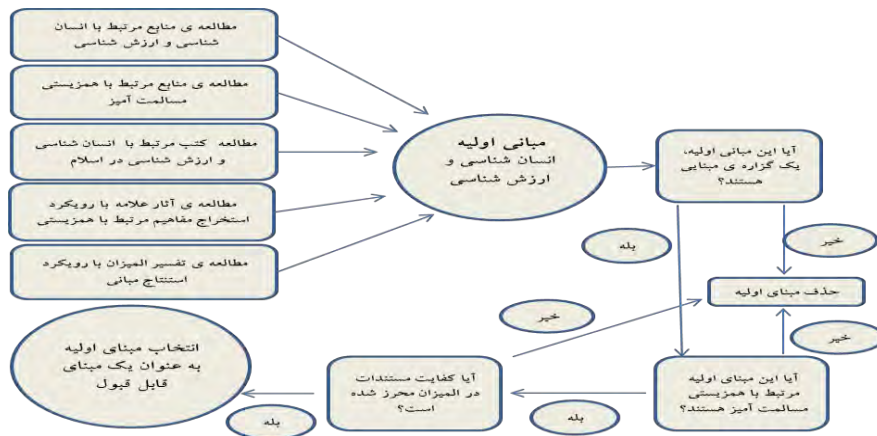 مطالعه ی منابع مرتبط با انسان
شناسی و ارزش شناسی
مطالعه ی منابع مرتبط با همزیستی
مسالمت آمیز
مطالعه کتب مرتبط با انسان شناسی
و ارزش شناسی در اسلام
مطالعه ی آثار علامه با رویکرد
استخراج مفاهیم مرتبط با همزیستی
مطالعه ی تفسیر المیزان با رویکرد
استنتاج مبانی
مبانی اولیه
انسان شناسی و
ارزش شناسی
آیا این مبانی اولیه،
یک گزاره ی مبنایی
هستند؟
بله
خیر
حذف مبنای اولیه
خیر
خیر
آیا این مبنای اولیه
مرتبط با همزیستی
مسالمت آمیز هستند؟
بله
آیا کفایت مستندات
در المیزان محرز شده
است؟
بله
انتخاب مبنای اولیه
به عنوان یک مبنای
قابل قبول